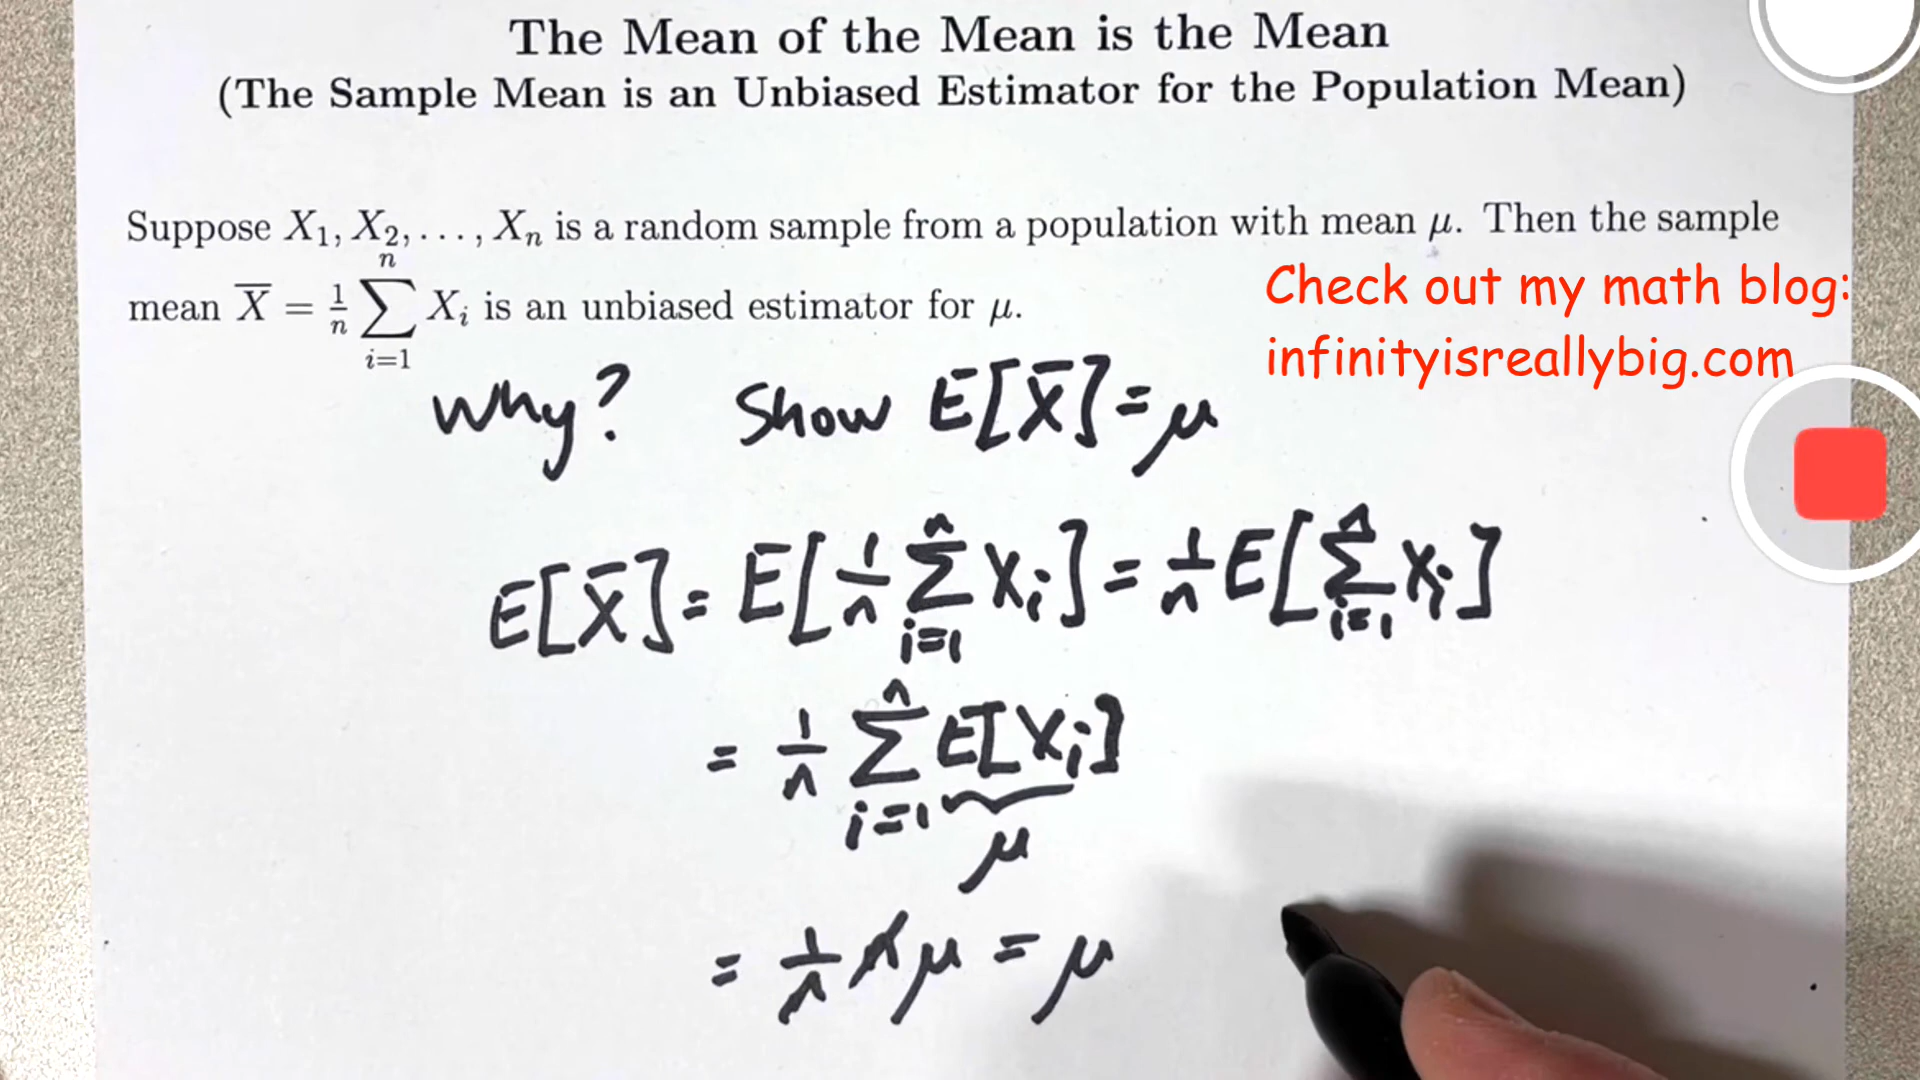 The Mean of the Mean is the Mean
(The Sample Mean is an Unbiased Estimator for the Population Mean)
Suppose X₁, X₂, . . . , Xₙ is a random sample from a population with mean μ. Then the sample
mean X̅ = 1/n ∑ᵢ₌₁ⁿ Xᵢ is an unbiased estimator for μ.
Check out my math blog:
infinityisreallybig.com
Why? Show E[X̅] = μ
E[X̅] = E[1/n ∑ᵢ₌₁ⁿ Xᵢ] = 1/n E[∑ᵢ₌₁ⁿ Xᵢ]
= 1/n ∑ᵢ₌₁ⁿ E[Xᵢ]
μ
= 1/n nμ = μ